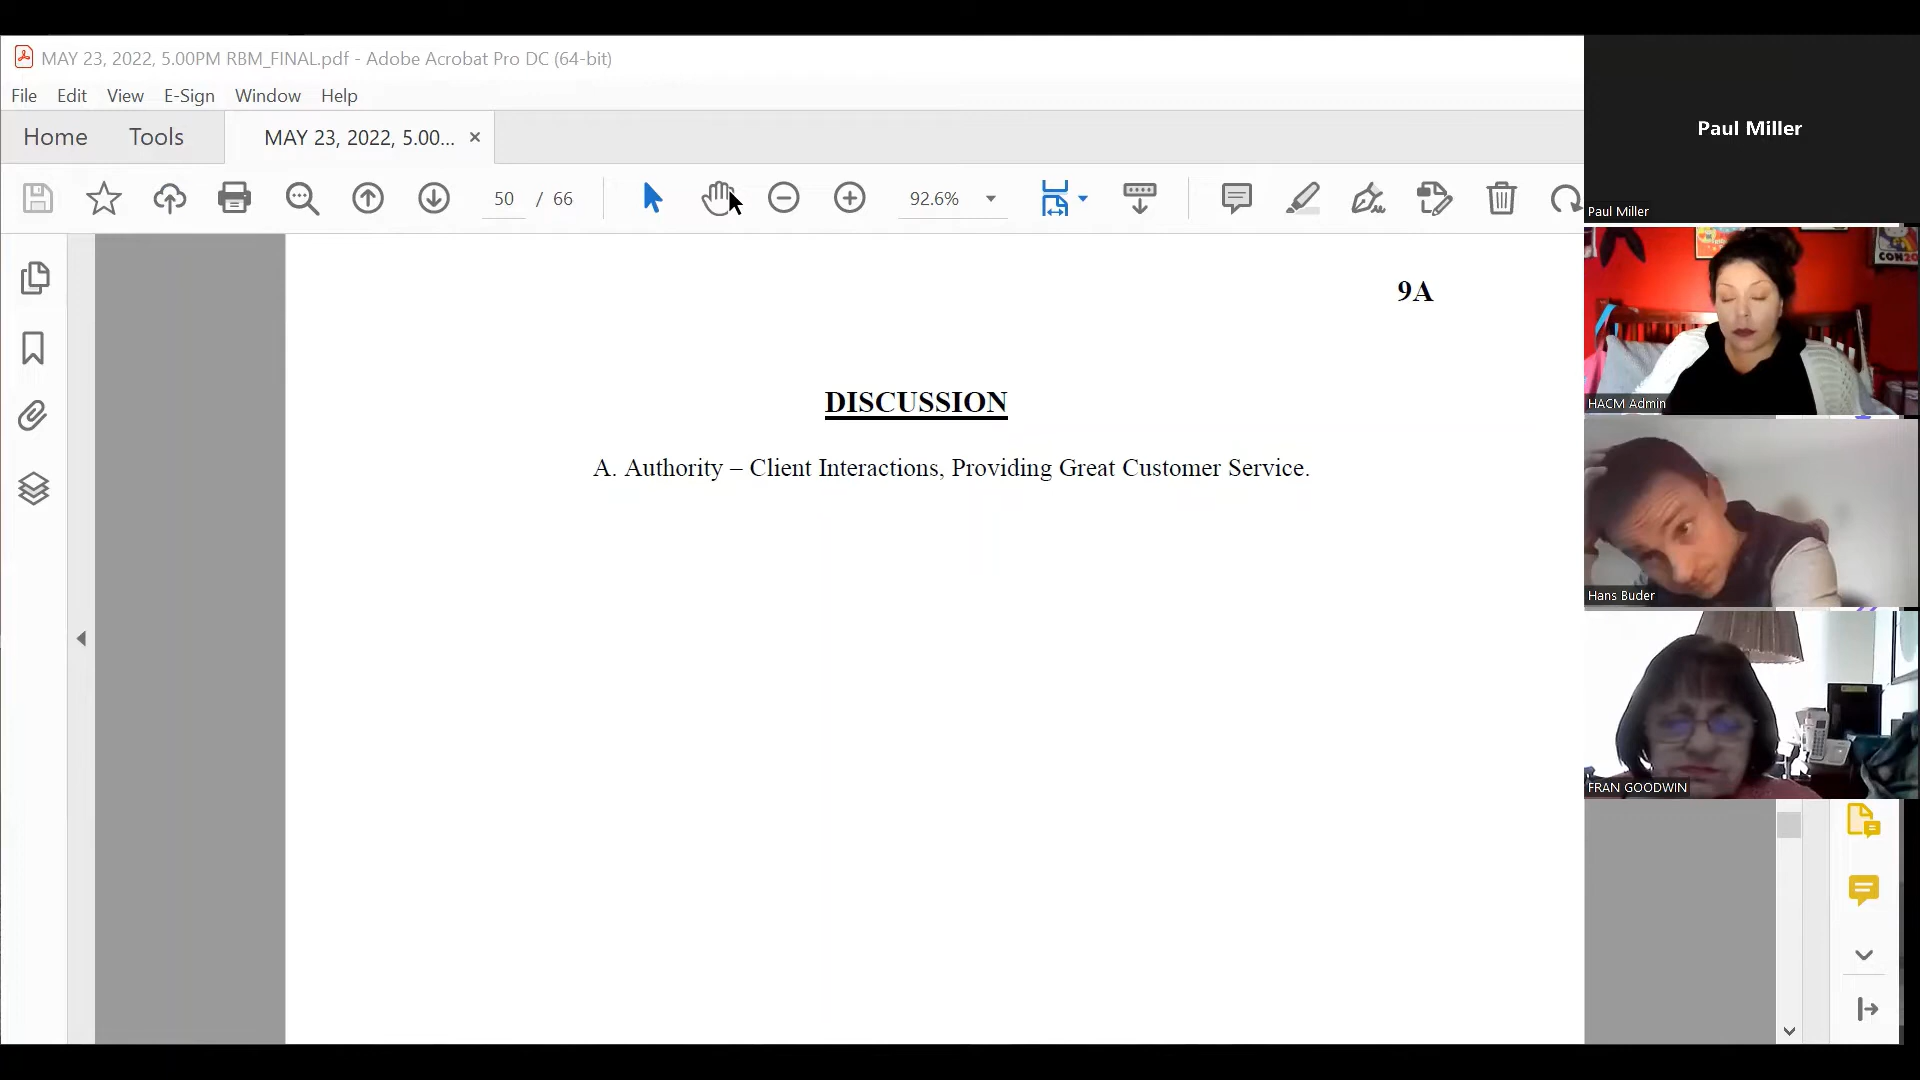 MAY 23, 2022, 5.00PM RBM_FINAL.pdf - Adobe Acrobat Pro DC (64-bit)
File Edit View E-Sign Window Help
Home Tools MAY 23, 2022, 5.00... ×
50 / 66 92.6%
9A
DISCUSSION
A. Authority – Client Interactions, Providing Great Customer Service.
Paul Miller
Paul Miller
CON20
HACM Admin
Hans Buder
FRAN GOODWIN